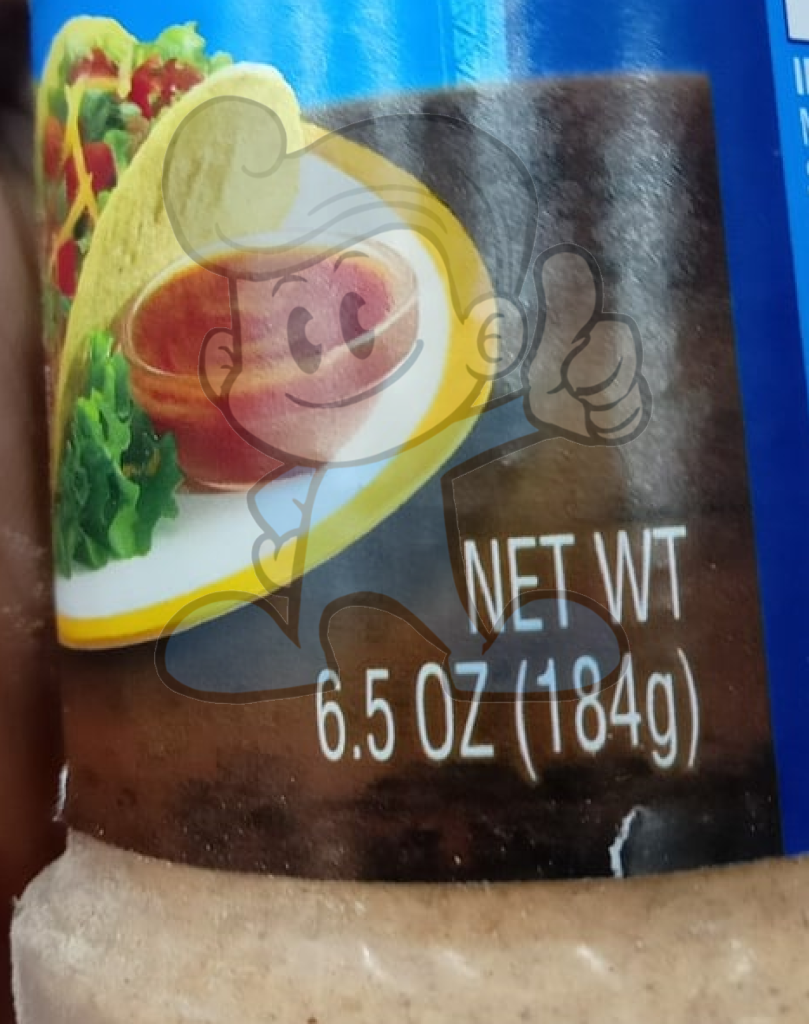 NET WT
6.5 OZ (184g)